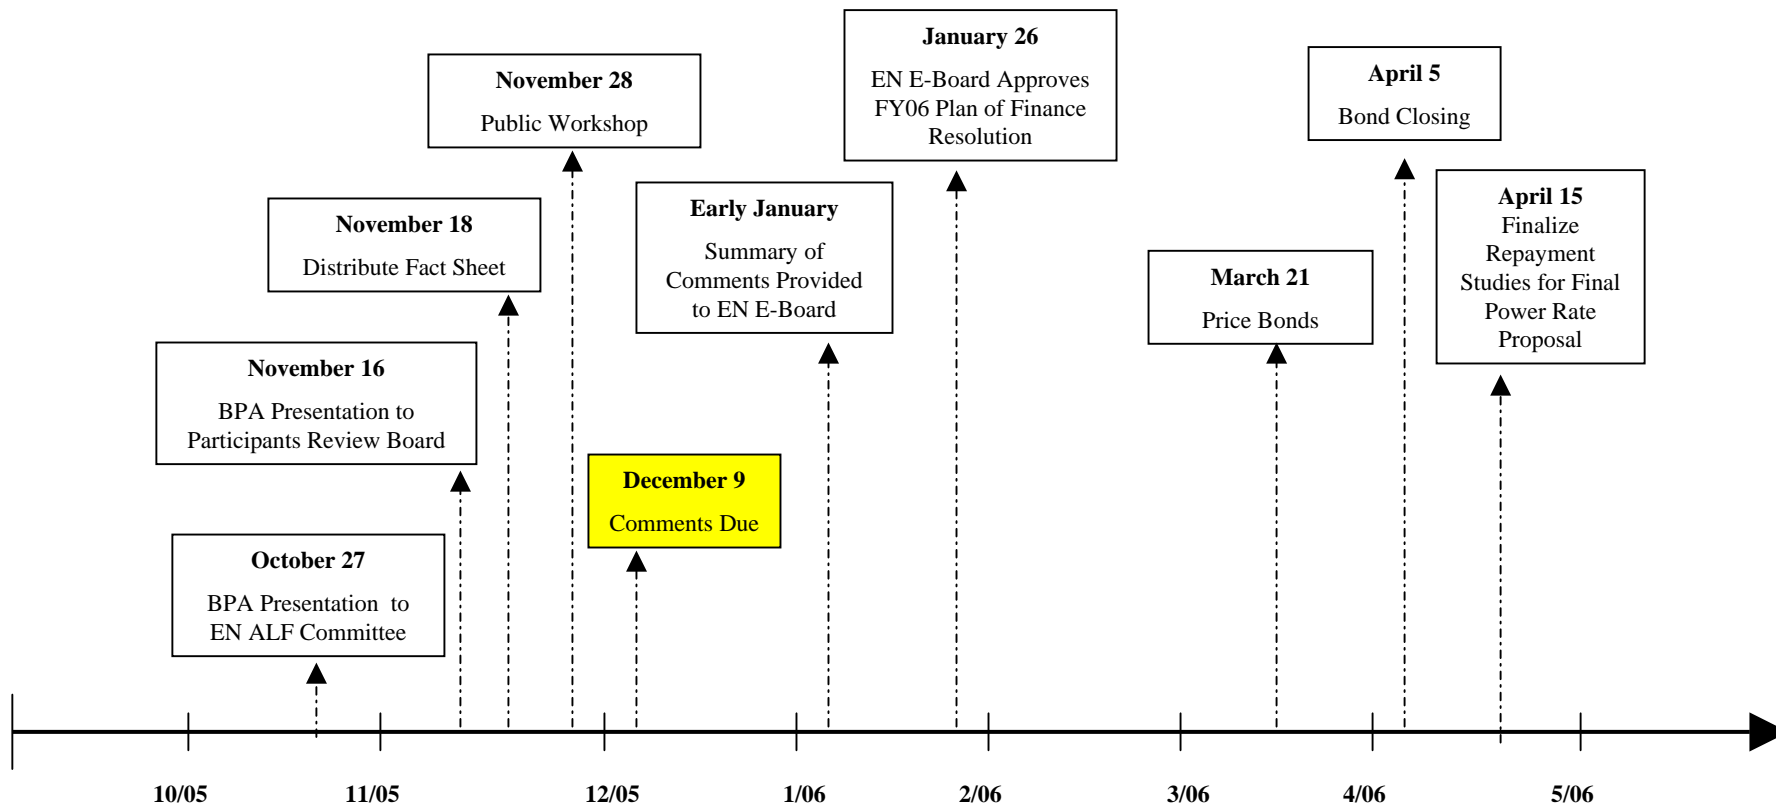 October 27
BPA Presentation to
EN ALF Committee
November 16
BPA Presentation to
Participants Review Board
November 18
Distribute Fact Sheet
November 28
Public Workshop
December 9
Comments Due
Early January
Summary of
Comments Provided
to EN E-Board
January 26
EN E-Board Approves
FY06 Plan of Finance
Resolution
March 21
Price Bonds
April 5
Bond Closing
April 15
Finalize
Repayment
Studies for Final
Power Rate
Proposal
10/05 11/05 12/05 1/06 2/06 3/06 4/06 5/06